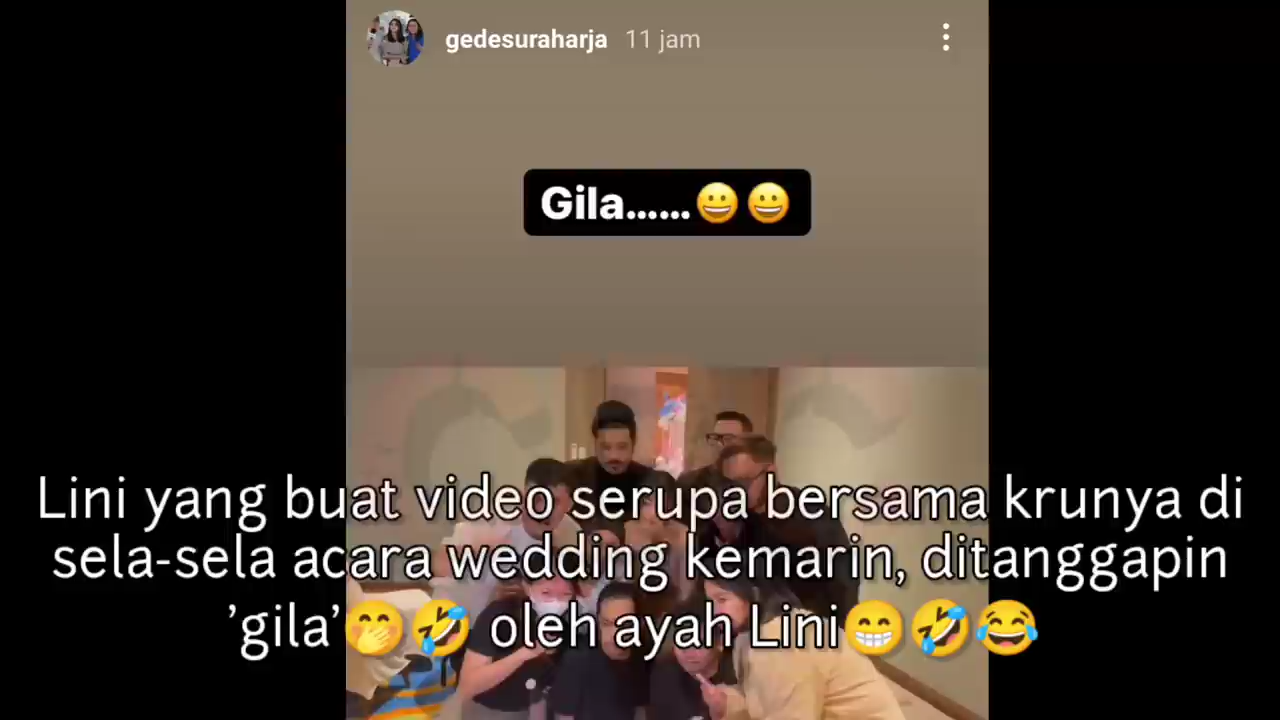 gedesuraharja 11 jam
Gila......😀😀
Lini yang buat video serupa bersama krunya di
sela-sela acara wedding kemarin, ditanggapin
'gila'🤭🤣 oleh ayah Lini😁🤣😂